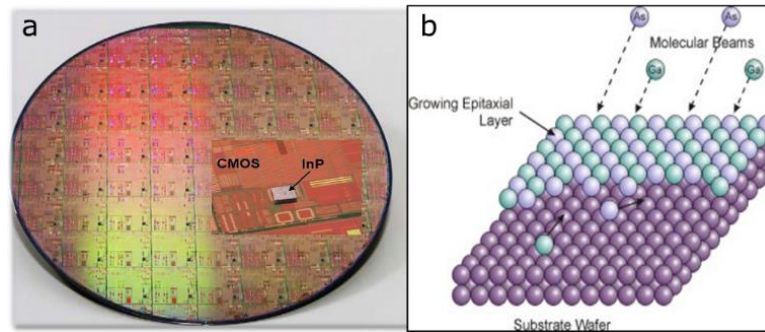 a
CMOS
InP
b
As
As
Molecular Beams
Ga
Ga
Growing Epitaxial
Layer
Substrate Wafer